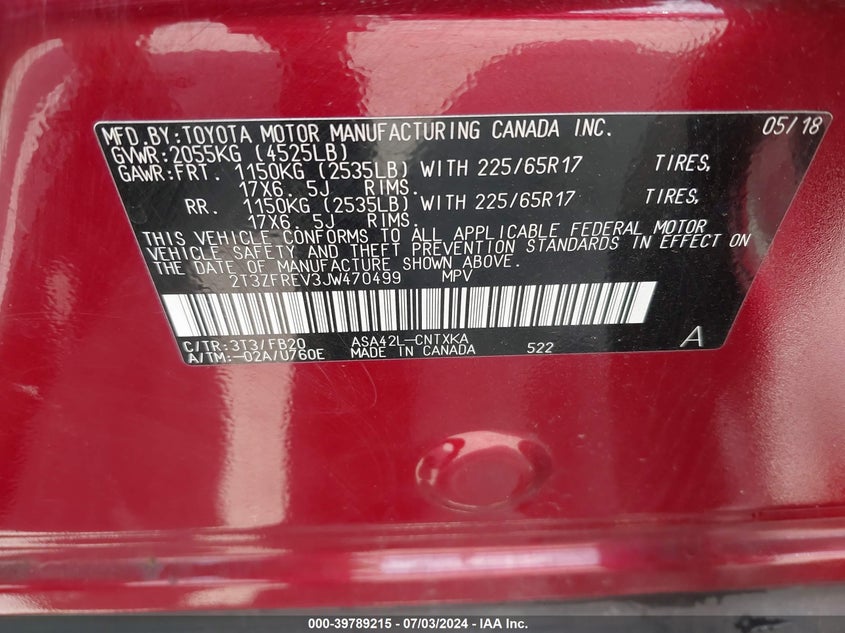 MFD.BY:TOYOTA MOTOR MANUFACTURING CANADA INC. 05/18
GVWR:2055KG (4525LB)
GAWR:FRT. 1150KG (2535LB) WITH 225/65R17 TIRES,
17X6.5J RIMS.
RR. 1150KG (2535LB) WITH 225/65R17 TIRES,
17X6.5J RIMS.
THIS VEHICLE CONFORMS TO ALL APPLICABLE FEDERAL MOTOR
VEHICLE SAFETY AND THEFT PREVENTION STANDARDS IN EFFECT ON
THE DATE OF MANUFACTURE SHOWN ABOVE.
2T3ZFREV3JW470499 MPV
C/TR:3T3/FB20 ASA42L-CNTXKA A
A/TM:-02A/U760E MADE IN CANADA 522
000-39789215 - 07/03/2024 - IAAI Inc.